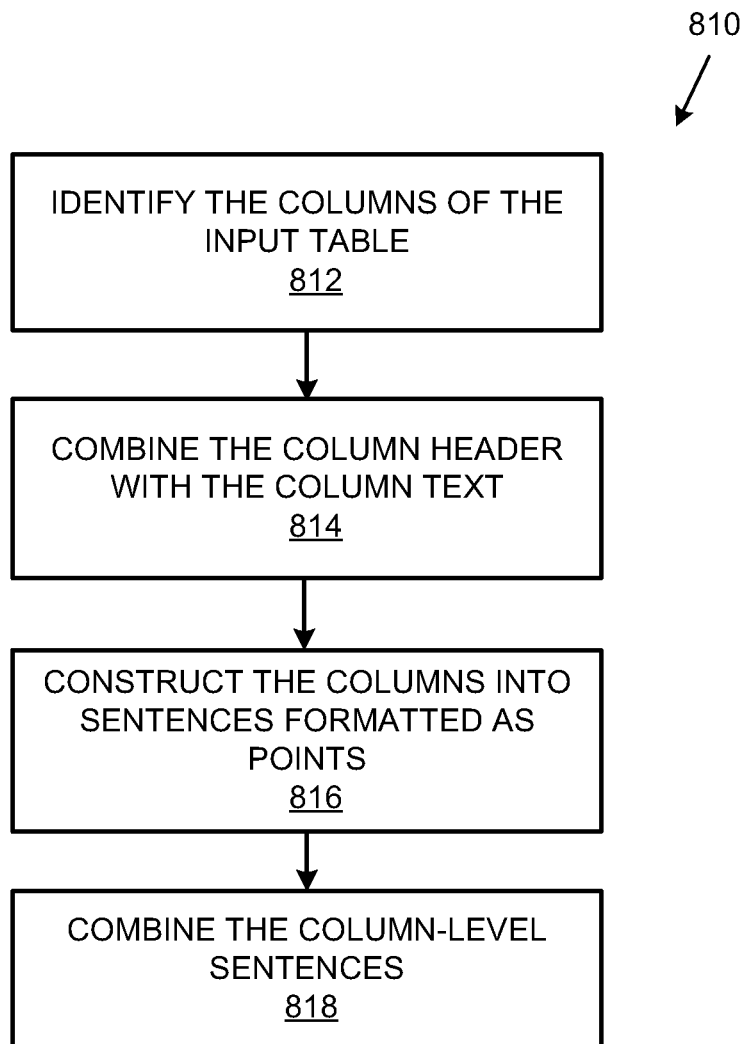 810
IDENTIFY THE COLUMNS OF THE
INPUT TABLE
812
COMBINE THE COLUMN HEADER
WITH THE COLUMN TEXT
814
CONSTRUCT THE COLUMNS INTO
SENTENCES FORMATTED AS
POINTS
816
COMBINE THE COLUMN-LEVEL
SENTENCES
818